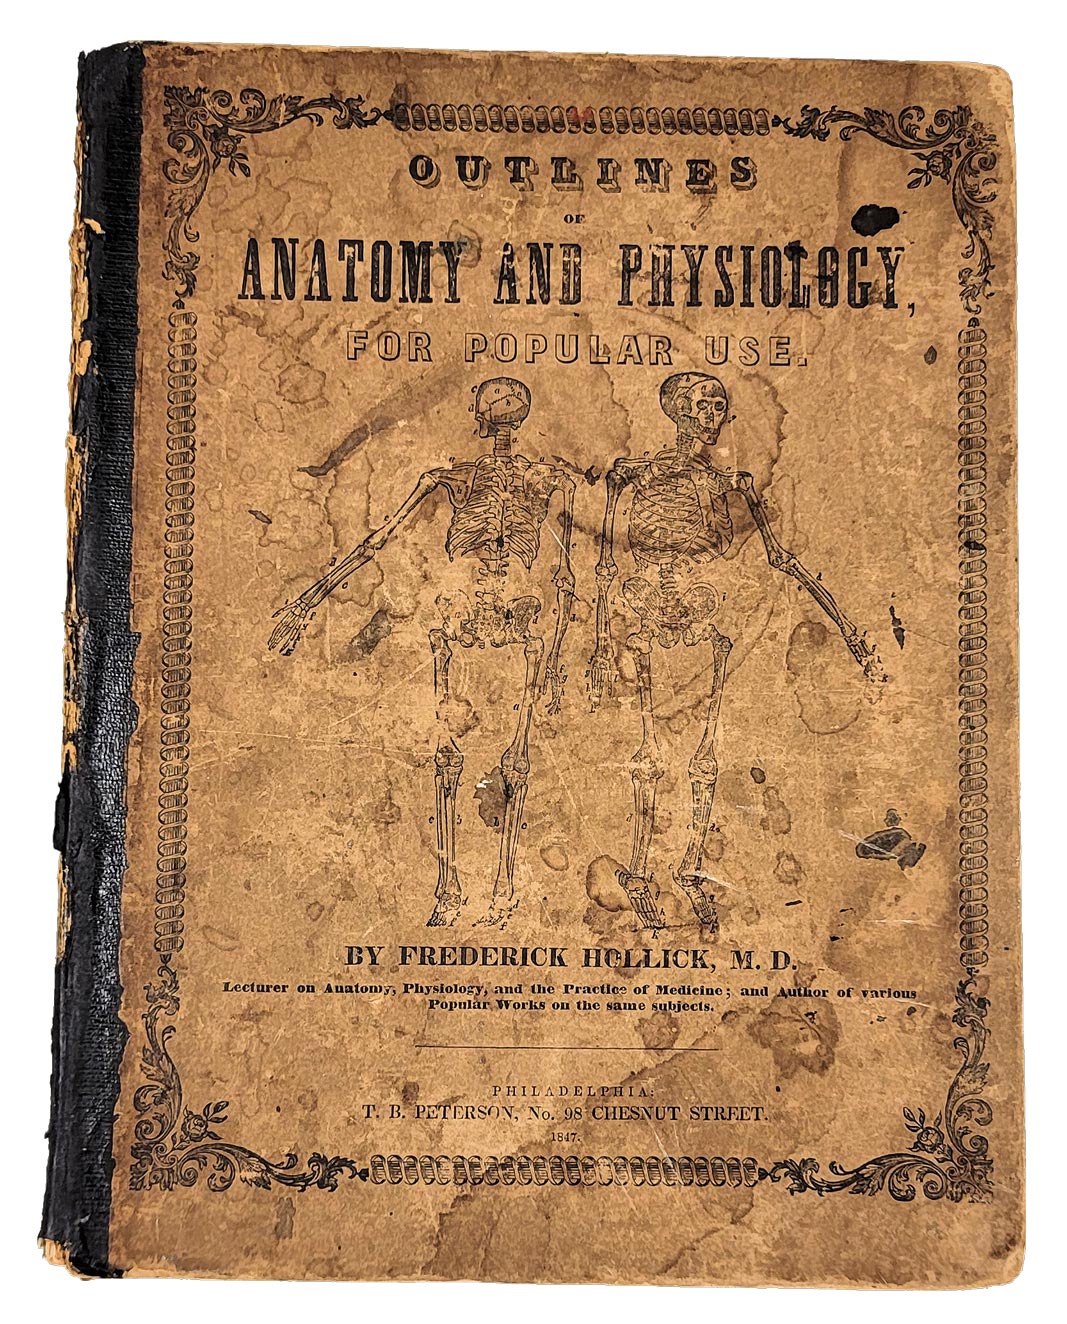 OUTLINES
OF
ANATOMY AND PHYSIOLOGY,
FOR POPULAR USE.
BY FREDERICK HOLLICK, M. D.
Lecturer on Anatomy, Physiology, and the Practice of Medicine; and Author of various
Popular Works on the same subjects.
PHILADELPHIA:
T. B. PETERSON, No. 98 CHESNUT STREET.
1847.